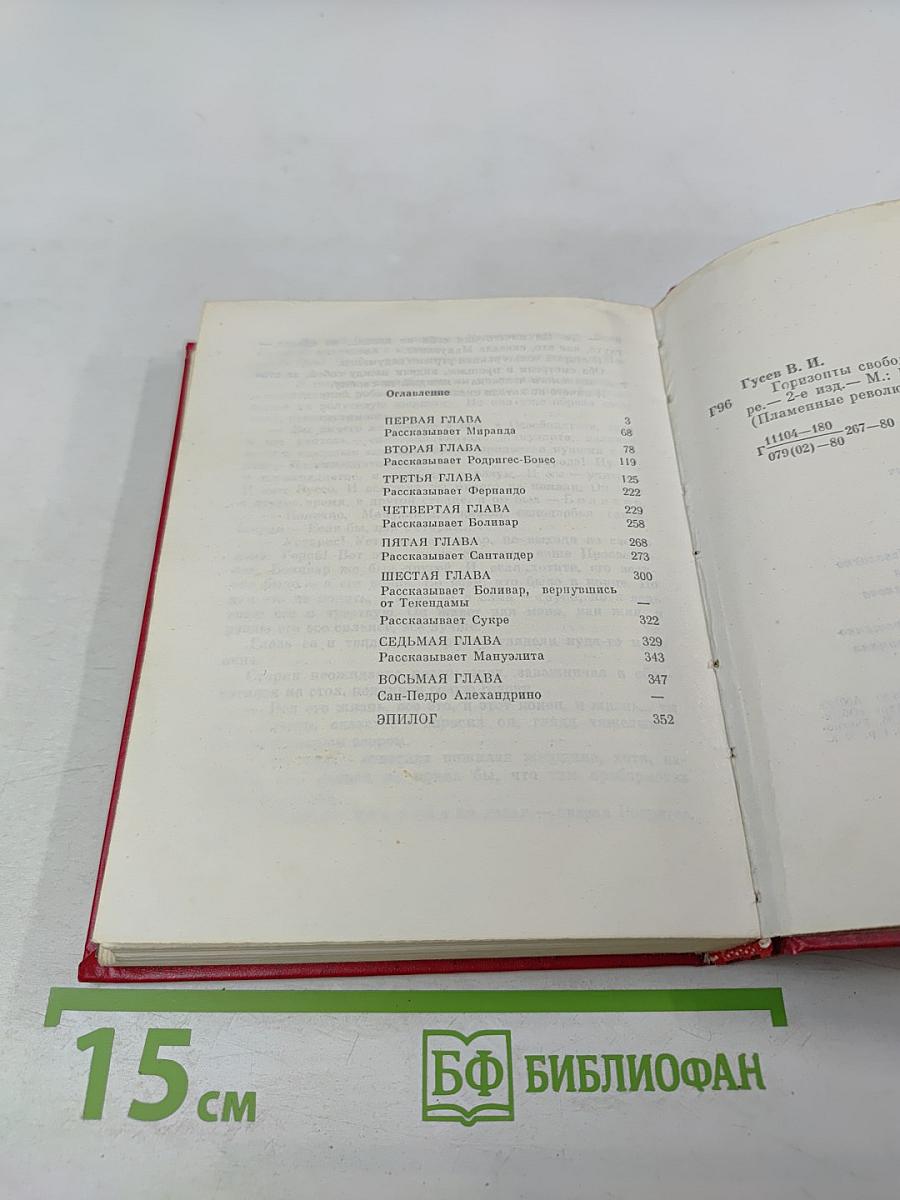 Оглавление
ПЕРВАЯ ГЛАВА 3
Рассказывает Миранда 68
ВТОРАЯ ГЛАВА 78
Рассказывает Родригес-Бовес 119
ТРЕТЬЯ ГЛАВА 125
Рассказывает Фернандо 222
ЧЕТВЕРТАЯ ГЛАВА 229
Рассказывает Боливар 258
ПЯТАЯ ГЛАВА 268
Рассказывает Сантандер 273
ШЕСТАЯ ГЛАВА 300
Рассказывает Боливар, вернувшись
от Текендамы —
Рассказывает Сукре 322
СЕДЬМАЯ ГЛАВА 329
Рассказывает Мануэлита 343
ВОСЬМАЯ ГЛАВА 347
Сан-Педро Алехандрино —
ЭПИЛОГ 352
Гусев В. И.
Горизонты свобод
Г96 ре.— 2-е изд.— М.:
(Пламенные револю
Г 11104—180
079(02)—80 267—80
15 см
БФ БИБЛИОФАН